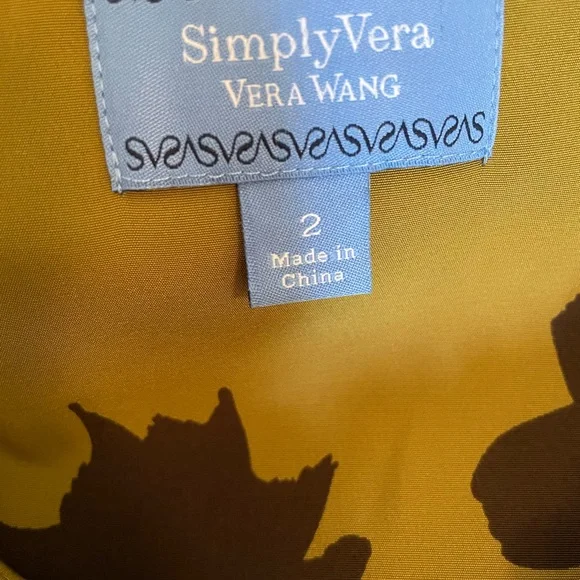 SimplyVera
VERA WANG
2
Made in
China